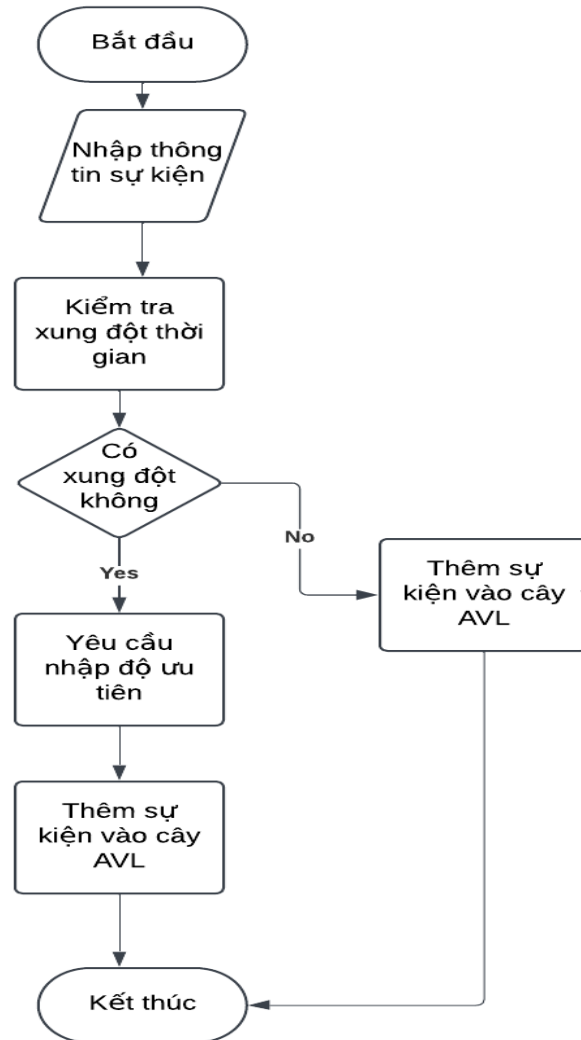 Bắt đầu
Nhập thông
tin sự kiện
Kiểm tra
xung đột thời
gian
Có
xung đột
không
No
Thêm sự
kiện vào cây
AVL
Yes
Yêu cầu
nhập độ ưu
tiên
Thêm sự
kiện vào cây
AVL
Kết thúc